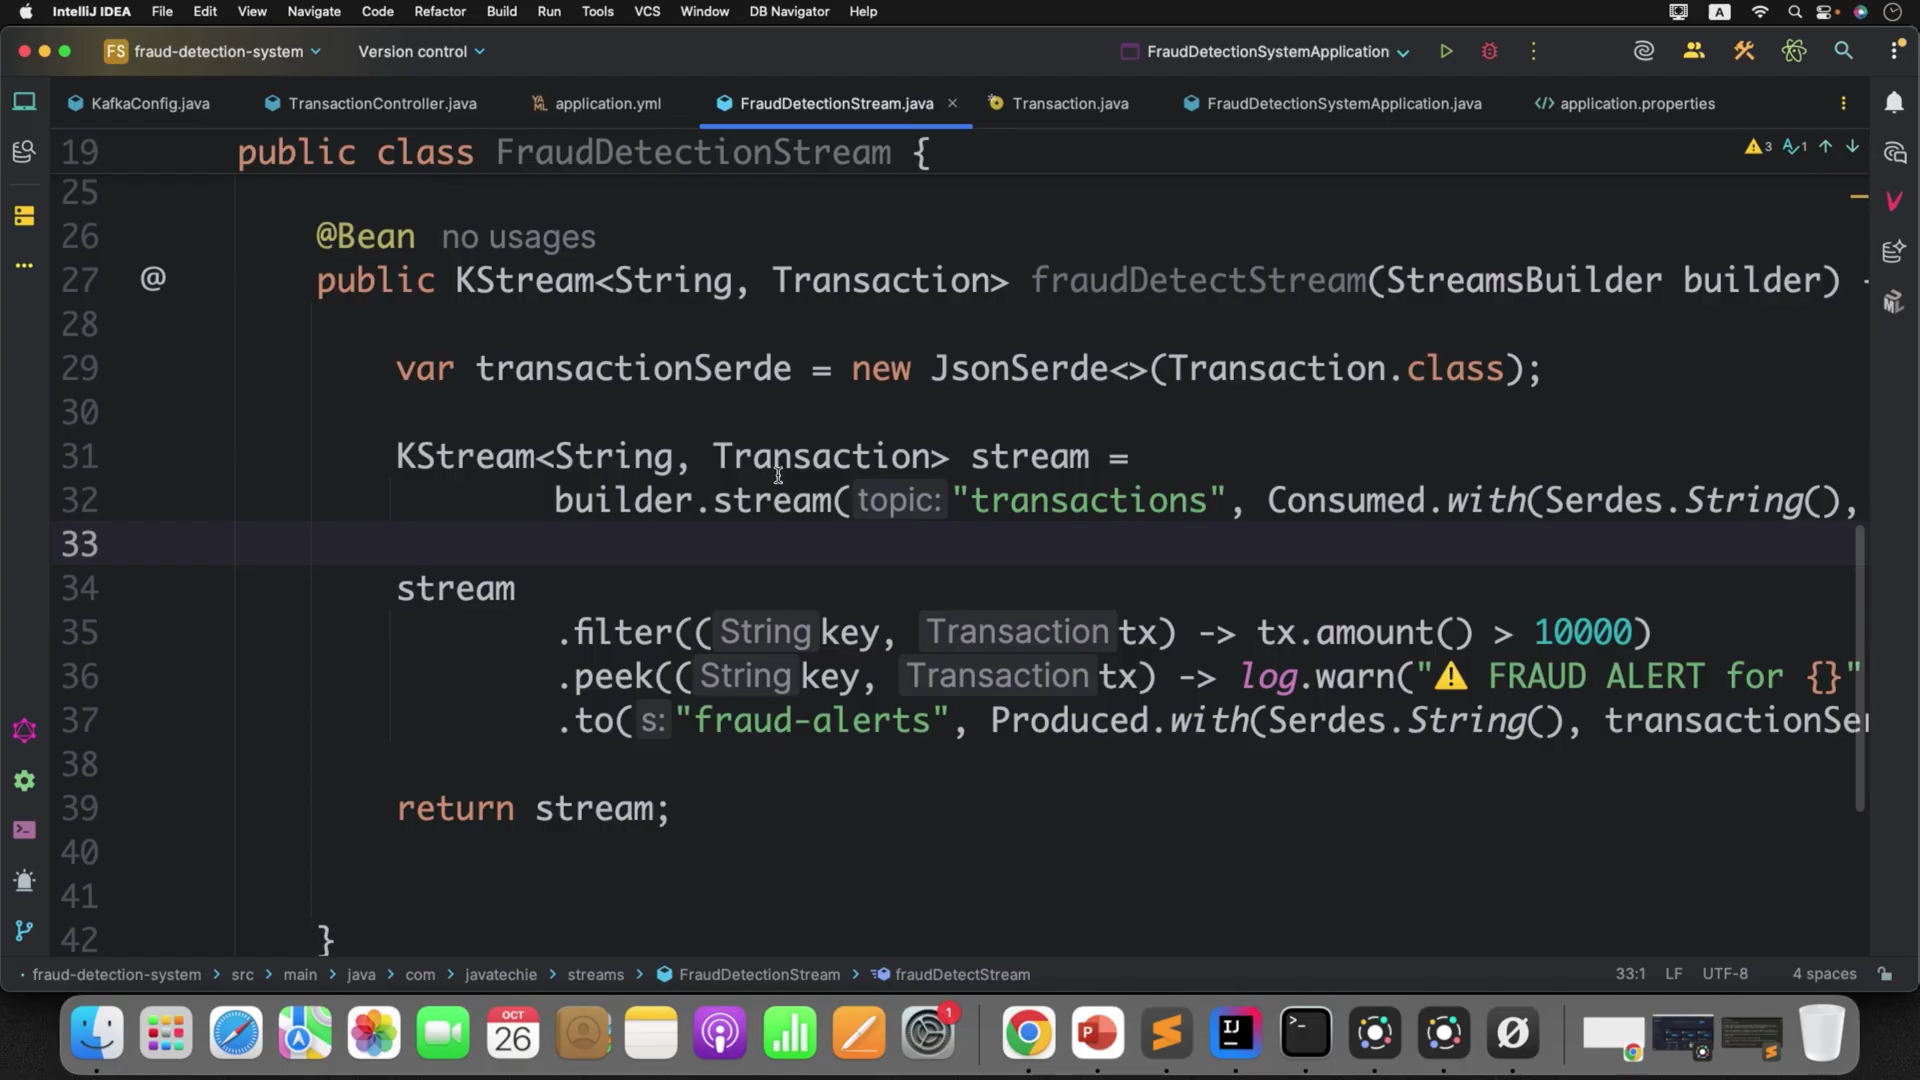 IntelliJ IDEA File Edit View Navigate Code Refactor Build Run Tools VCS Window DB Navigator Help A
FS fraud-detection-system Version control FraudDetectionSystemApplication
KafkaConfig.java TransactionController.java application.yml FraudDetectionStream.java Transaction.java FraudDetectionSystemApplication.java application.properties
19 public class FraudDetectionStream { 3 1
25
26 @Bean no usages
27 @ public KStream<String, Transaction> fraudDetectStream(StreamsBuilder builder)
28
29 var transactionSerde = new JsonSerde<>(Transaction.class);
30
31 KStream<String, Transaction> stream =
32 builder.stream( topic: "transactions", Consumed.with(Serdes.String(),
33
34 stream
35 .filter(( String key, Transaction tx) -> tx.amount() > 10000)
36 .peek(( String key, Transaction tx) -> log.warn("⚠️ FRAUD ALERT for {}"
37 .to( s: "fraud-alerts", Produced.with(Serdes.String(), transactionSer
38
39 return stream;
40
41
42 }
fraud-detection-system > src > main > java > com > javatechie > streams > FraudDetectionStream > fraudDetectStream 33:1 LF UTF-8 4 spaces
OCT
26
1
IJ